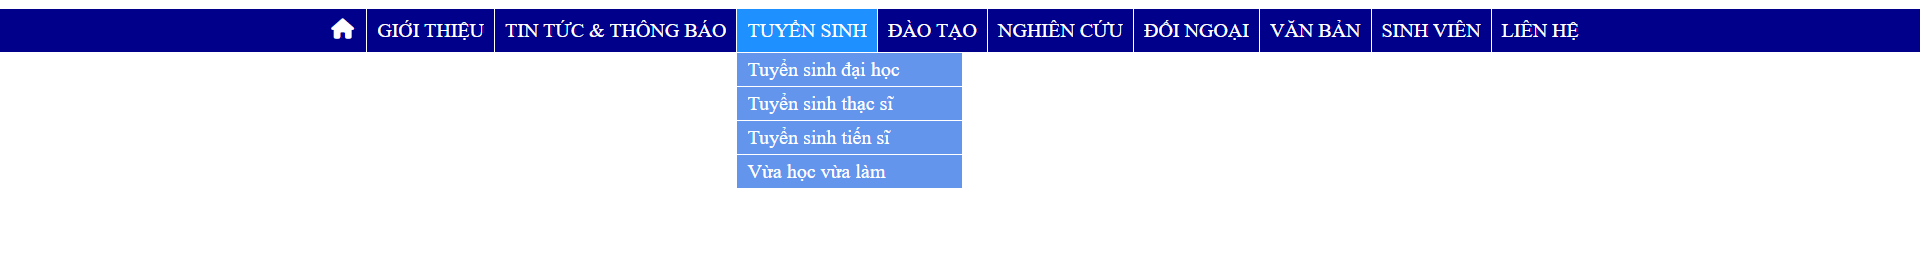 GIỚI THIỆU TIN TỨC & THÔNG BÁO TUYỂN SINH ĐÀO TẠO NGHIÊN CỨU ĐỐI NGOẠI VĂN BẢN SINH VIÊN LIÊN HỆ
Tuyển sinh đại học
Tuyển sinh thạc sĩ
Tuyển sinh tiến sĩ
Vừa học vừa làm